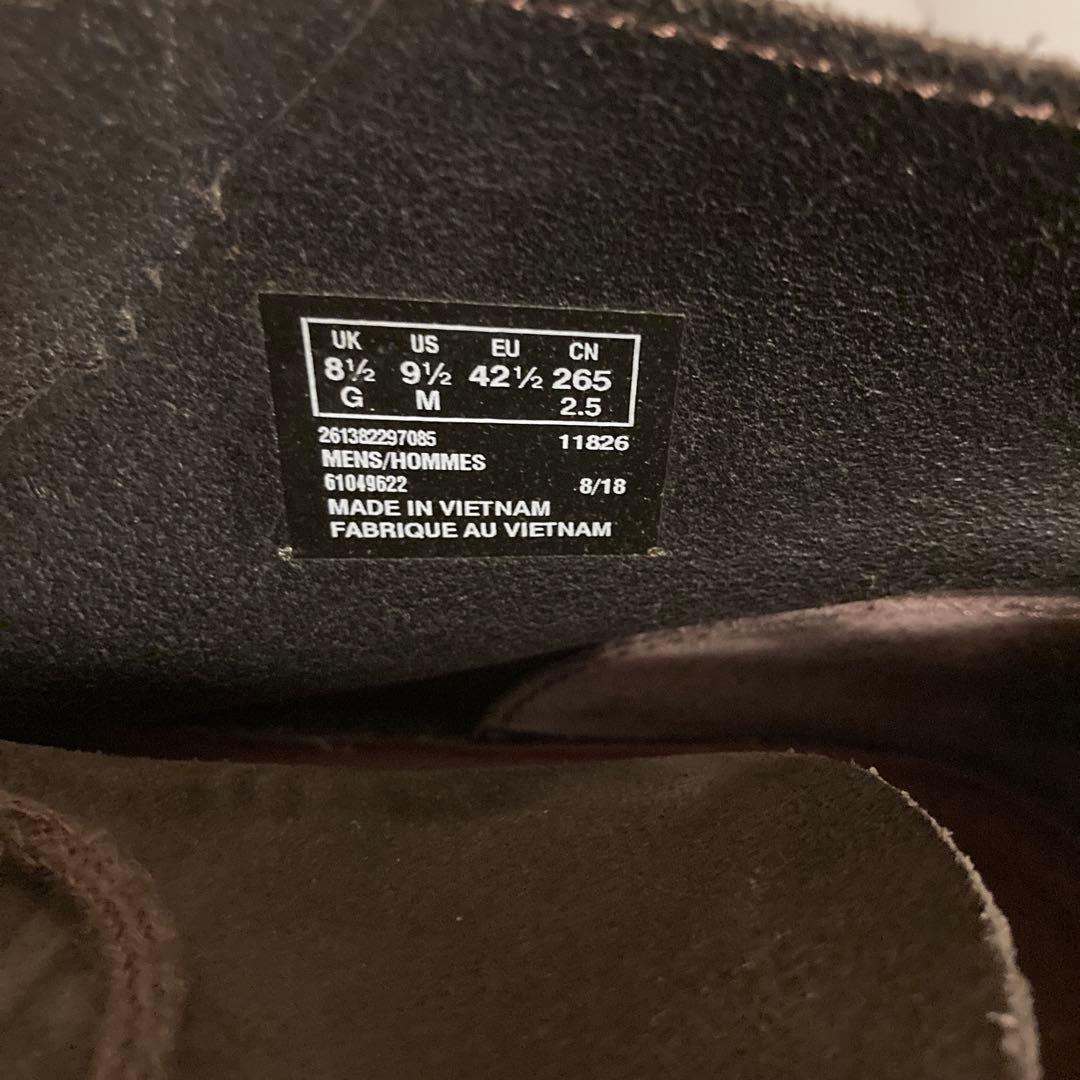 UK US EU CN
8½ 9½ 42½ 265
G M 2.5
261382297085 11826
MENS/HOMMES
61049622 8/18
MADE IN VIETNAM
FABRIQUE AU VIETNAM